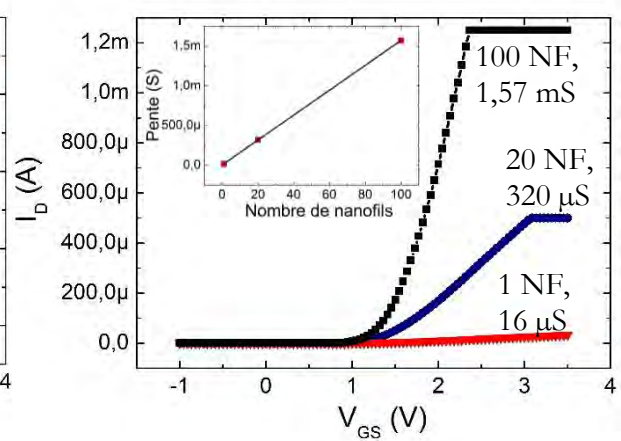 1,2m
1,0m
800,0µ
600,0µ
400,0µ
200,0µ
0,0
I_D (A)
-1 0 1 2 3 4
V_GS (V)
1,5m
1,0m
500,0µ
0,0
Pente (S)
0 20 40 60 80 100
Nombre de nanofils
100 NF,
1,57 mS
20 NF,
320 µS
1 NF,
16 µS
4